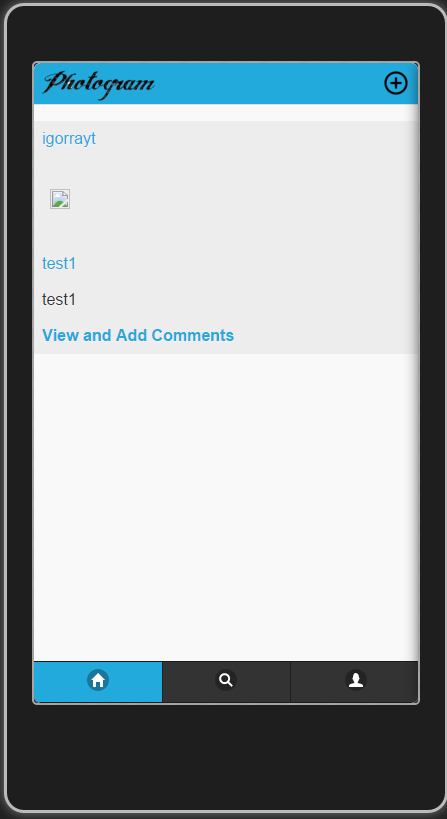 Photogram
igorrayt
test1
test1
View and Add Comments